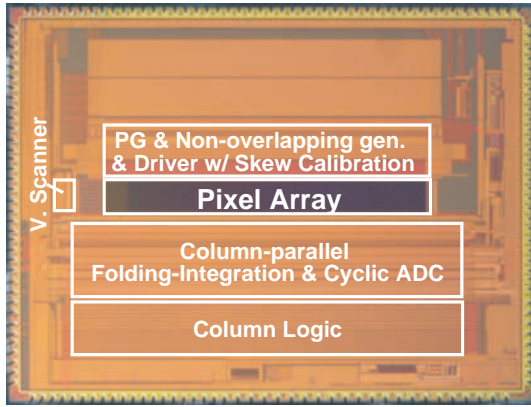 PG & Non-overlapping gen.
& Driver w/ Skew Calibration
V. Scanner
Pixel Array
Column-parallel
Folding-Integration & Cyclic ADC
Column Logic